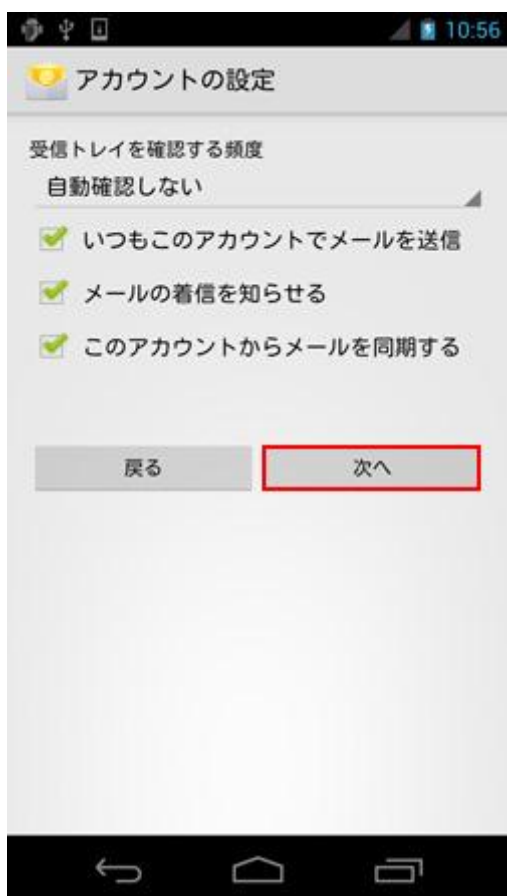 10:56
アカウントの設定
受信トレイを確認する頻度
自動確認しない
いつもこのアカウントでメールを送信
メールの着信を知らせる
このアカウントからメールを同期する
戻る
次へ